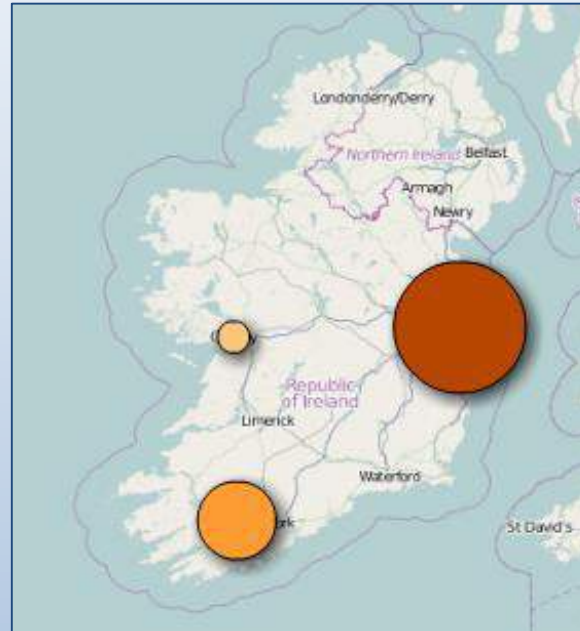 Londonderry/Derry
Northern Ireland
Belfast
Armagh
Newry
Republic
of Ireland
Limerick
Waterford
St David's